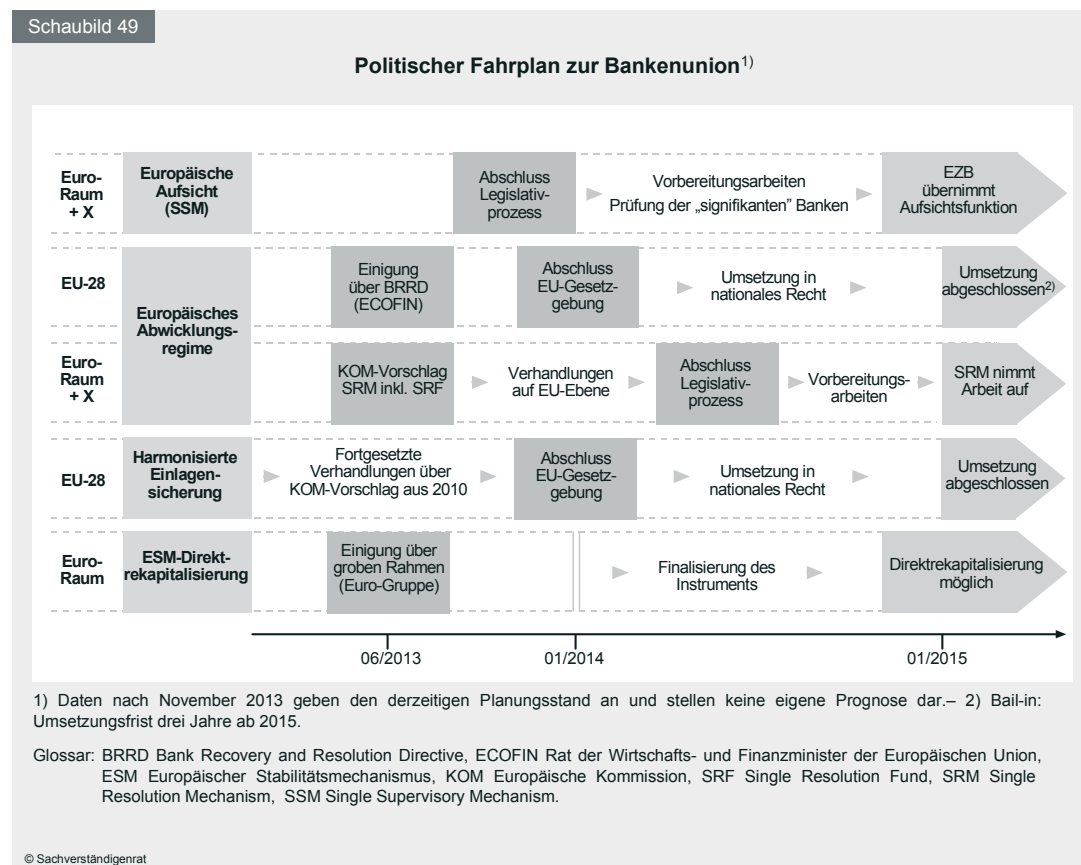 Schaubild 49
Politischer Fahrplan zur Bankenunion1)
Euro-
Raum
+ X
Europäische
Aufsicht
(SSM)
Abschluss
Legislativ-
prozess
Vorbereitungsarbeiten
Prüfung der „signifikanten” Banken
EZB
übernimmt
Aufsichtsfunktion
EU-28
Europäisches
Abwicklungs-
regime
Einigung
über BRRD
(ECOFIN)
Abschluss
EU-Gesetz-
gebung
Umsetzung in
nationales Recht
Umsetzung
abgeschlossen2)
Euro-
Raum
+ X
KOM-Vorschlag
SRM inkl. SRF
Verhandlungen
auf EU-Ebene
Abschluss
Legislativ-
prozess
Vorbereitungs-
arbeiten
SRM nimmt
Arbeit auf
EU-28
Harmonisierte
Einlagen-
sicherung
Fortgesetzte
Verhandlungen über
KOM-Vorschlag aus 2010
Abschluss
EU-Gesetz-
gebung
Umsetzung in
nationales Recht
Umsetzung
abgeschlossen
Euro-
Raum
ESM-Direkt-
rekapitalisierung
Einigung über
groben Rahmen
(Euro-Gruppe)
Finalisierung des
Instruments
Direktrekapitalisierung
möglich
06/2013
01/2014
01/2015
1) Daten nach November 2013 geben den derzeitigen Planungsstand an und stellen keine eigene Prognose dar.– 2) Bail-in:
Umsetzungsfrist drei Jahre ab 2015.
Glossar: BRRD Bank Recovery and Resolution Directive, ECOFIN Rat der Wirtschafts- und Finanzminister der Europäischen Union,
ESM Europäischer Stabilitätsmechanismus, KOM Europäische Kommission, SRF Single Resolution Fund, SRM Single
Resolution Mechanism, SSM Single Supervisory Mechanism.
© Sachverständigenrat